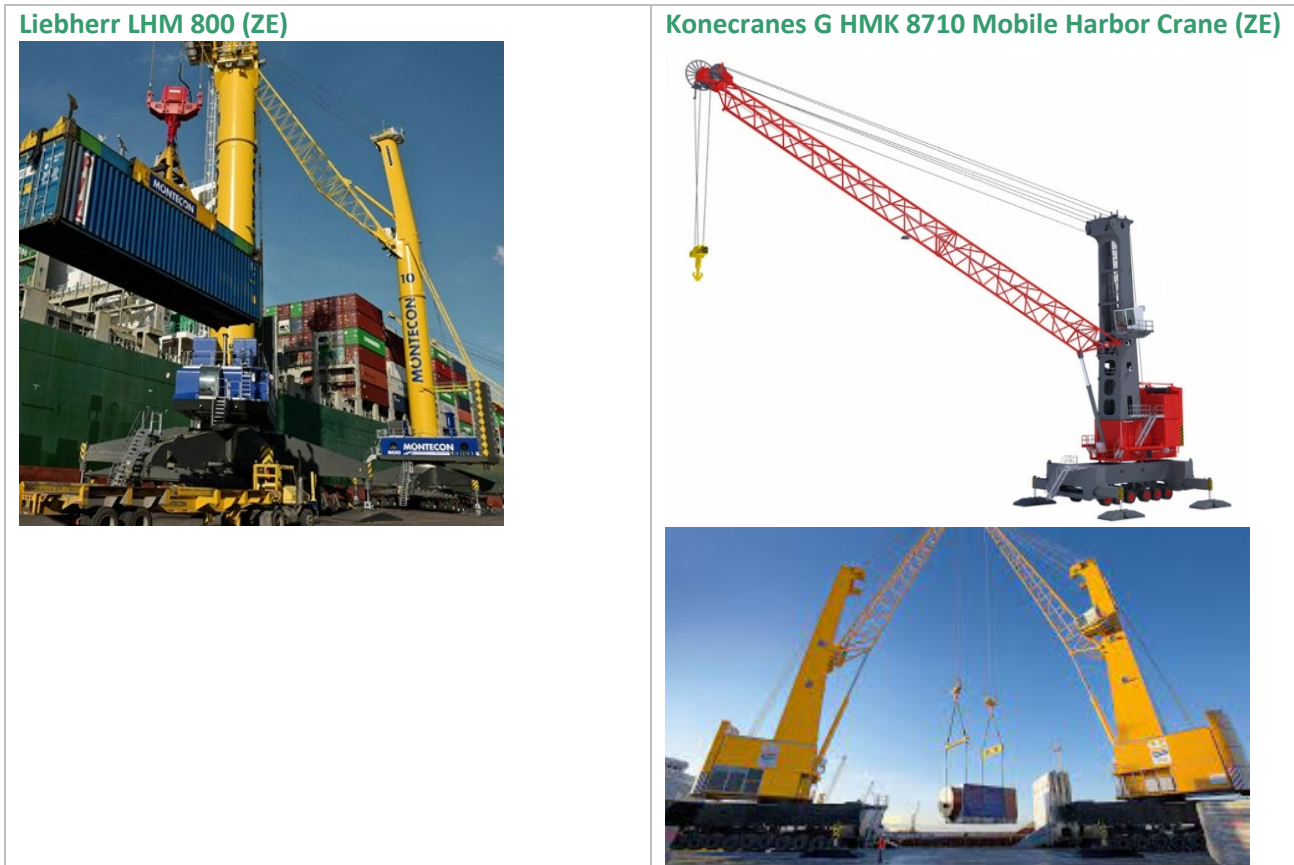 Liebherr LHM 800 (ZE)
Konecranes G HMK 8710 Mobile Harbor Crane (ZE)
MONTECON
10
MONTECON
MONTECON